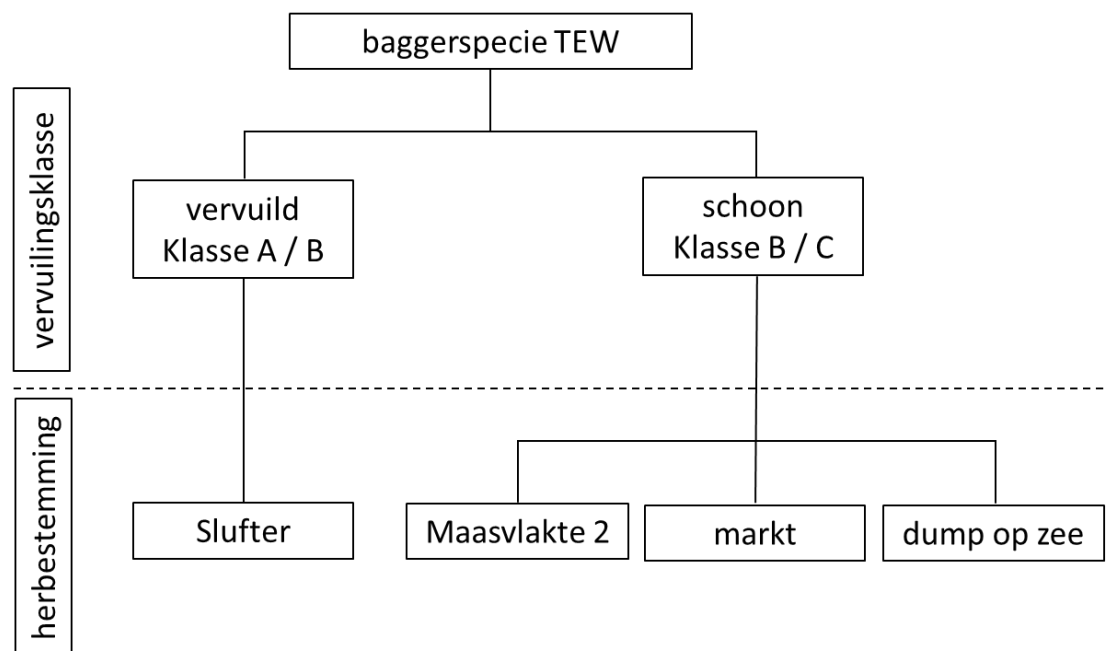 baggerspecie TEW
vervuilingsklasse
vervuild
Klasse A / B
schoon
Klasse B / C
herbestemming
Slufter
Maasvlakte 2
markt
dump op zee